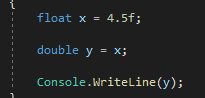 {
float x = 4.5f;
double y = x;
Console.WriteLine(y);
}